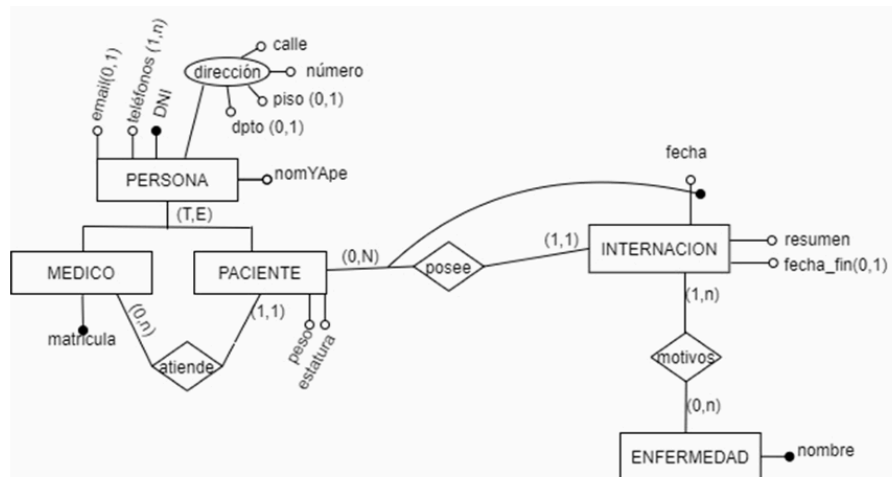 calle
dirección
número
piso (0,1)
dpto (0,1)
email(0,1)
teléfonos (1,n)
DNI
fecha
PERSONA
nomYApe
(T,E)
(0,N)
(1,1)
INTERNACION
resumen
fecha_fin(0,1)
MEDICO
PACIENTE
posee
(0,n)
(1,1)
(1,n)
matrícula
peso
estatura
atiende
motivos
(0,n)
ENFERMEDAD
nombre